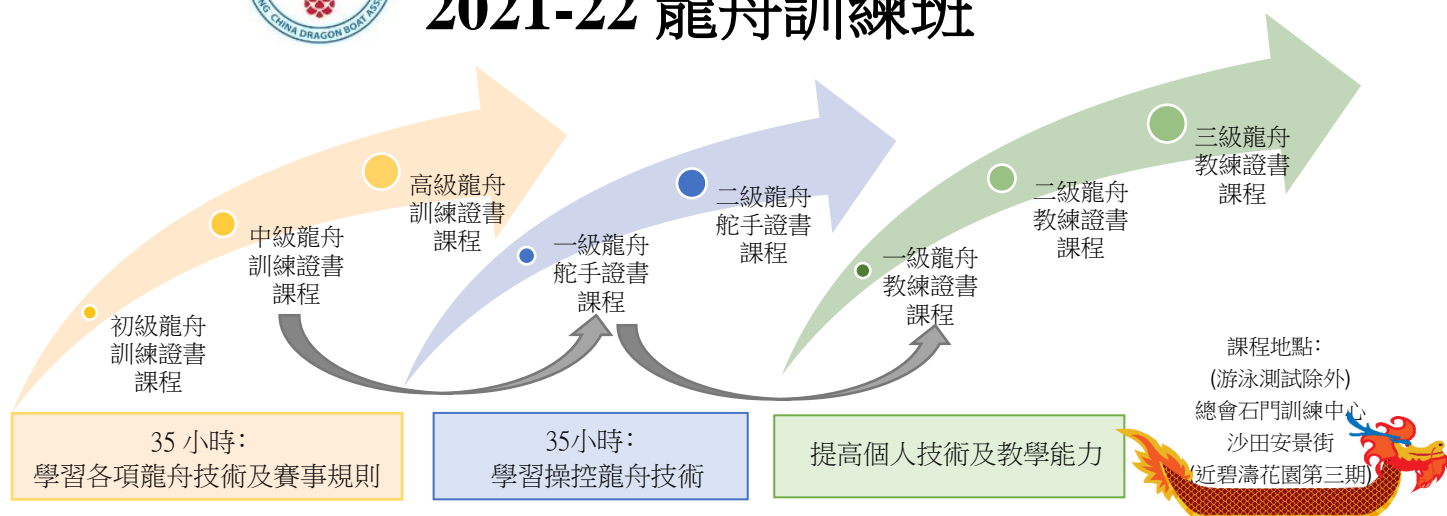 NG CHINA DRAGON BOAT ASS
2021-22 龍舟訓練班
初級龍舟
訓練證書
課程
中級龍舟
訓練證書
課程
高級龍舟
訓練證書
課程
一級龍舟
舵手證書
課程
二級龍舟
舵手證書
課程
一級龍舟
教練證書
課程
二級龍舟
教練證書
課程
三級龍舟
教練證書
課程
35 小時：
學習各項龍舟技術及賽事規則
35小時：
學習操控龍舟技術
提高個人技術及教學能力
課程地點：
(游泳測試除外)
總會石門訓練中心
沙田安景街
(近碧濤花園第三期)